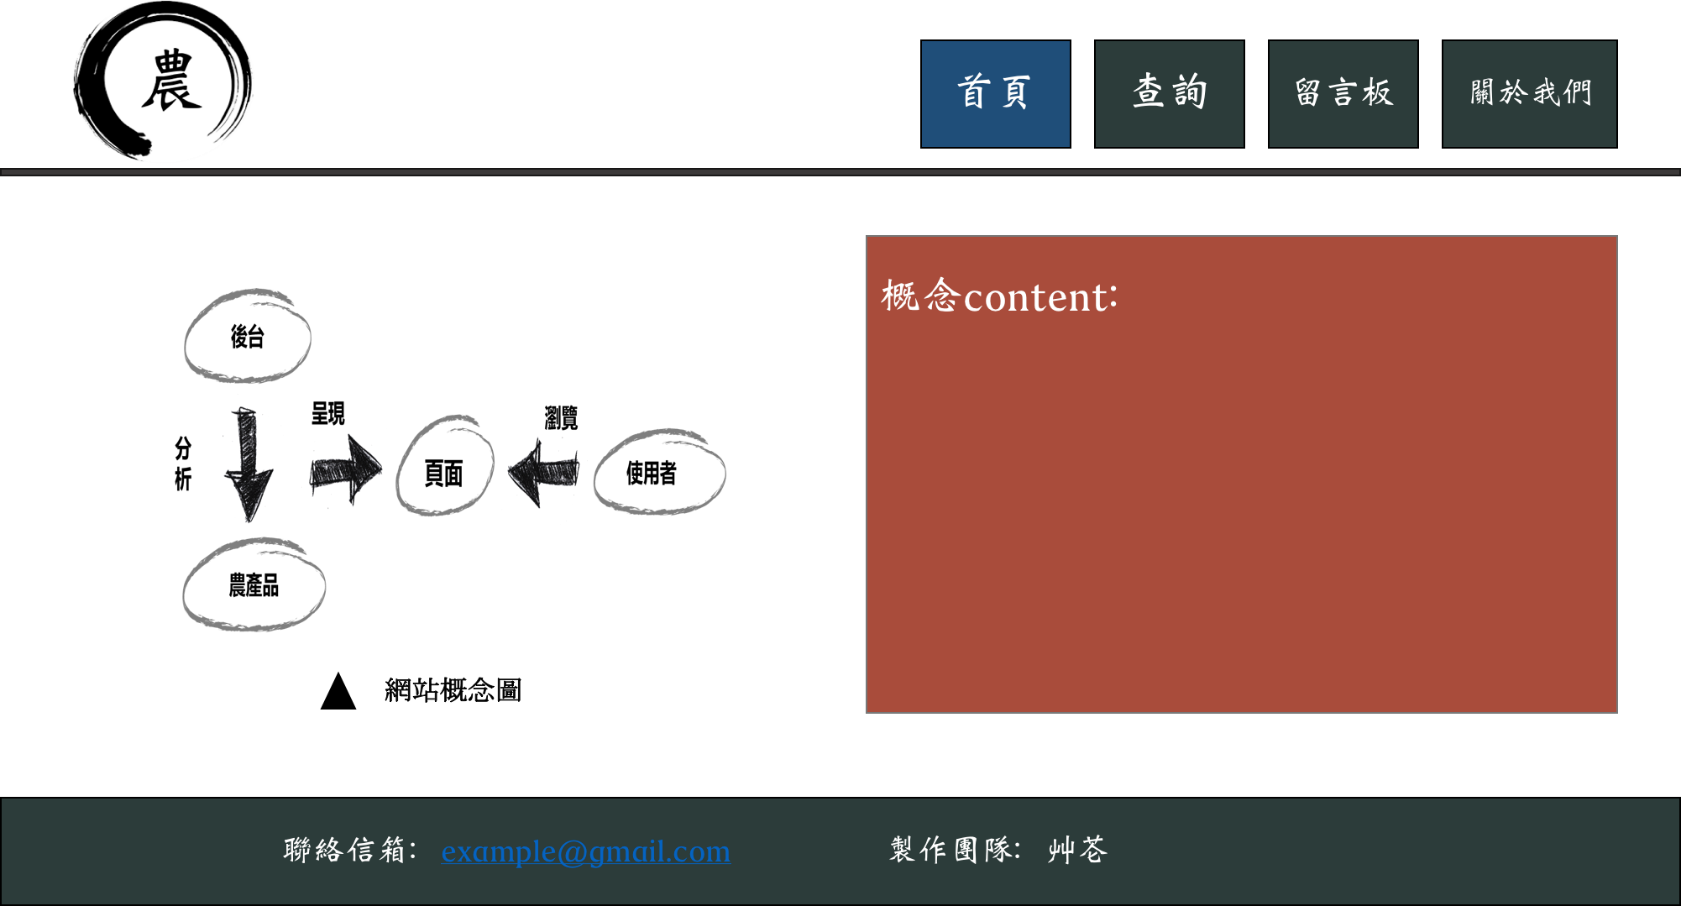 農
首頁
查詢
留言板
關於我們
後台
分析
呈現
瀏覽
頁面
使用者
農產品
▲ 網站概念圖
概念content:
聯絡信箱: example@gmail.com
製作團隊: 艸芲